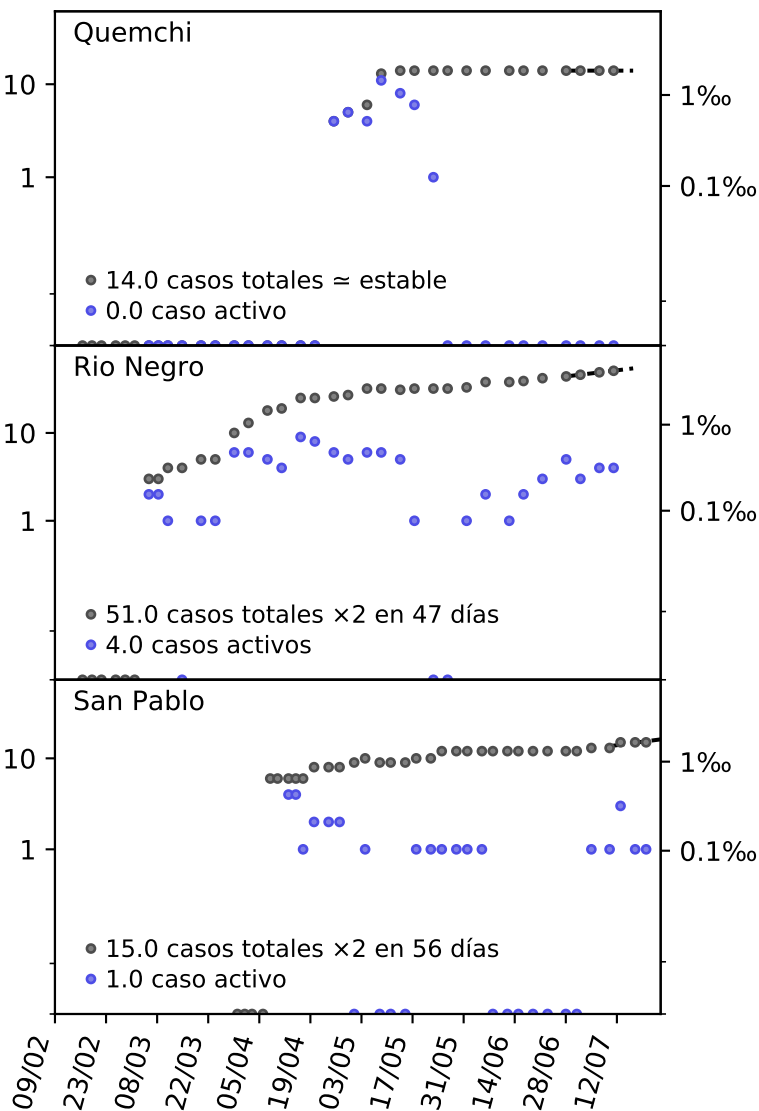 Quemchi
10
1
1‰
0.1‰
14.0 casos totales ≃ estable
0.0 caso activo
Rio Negro
10
1
1‰
0.1‰
51.0 casos totales ×2 en 47 días
4.0 casos activos
San Pablo
10
1
1‰
0.1‰
15.0 casos totales ×2 en 56 días
1.0 caso activo
09/02
23/02
08/03
22/03
05/04
19/04
03/05
17/05
31/05
14/06
28/06
12/07